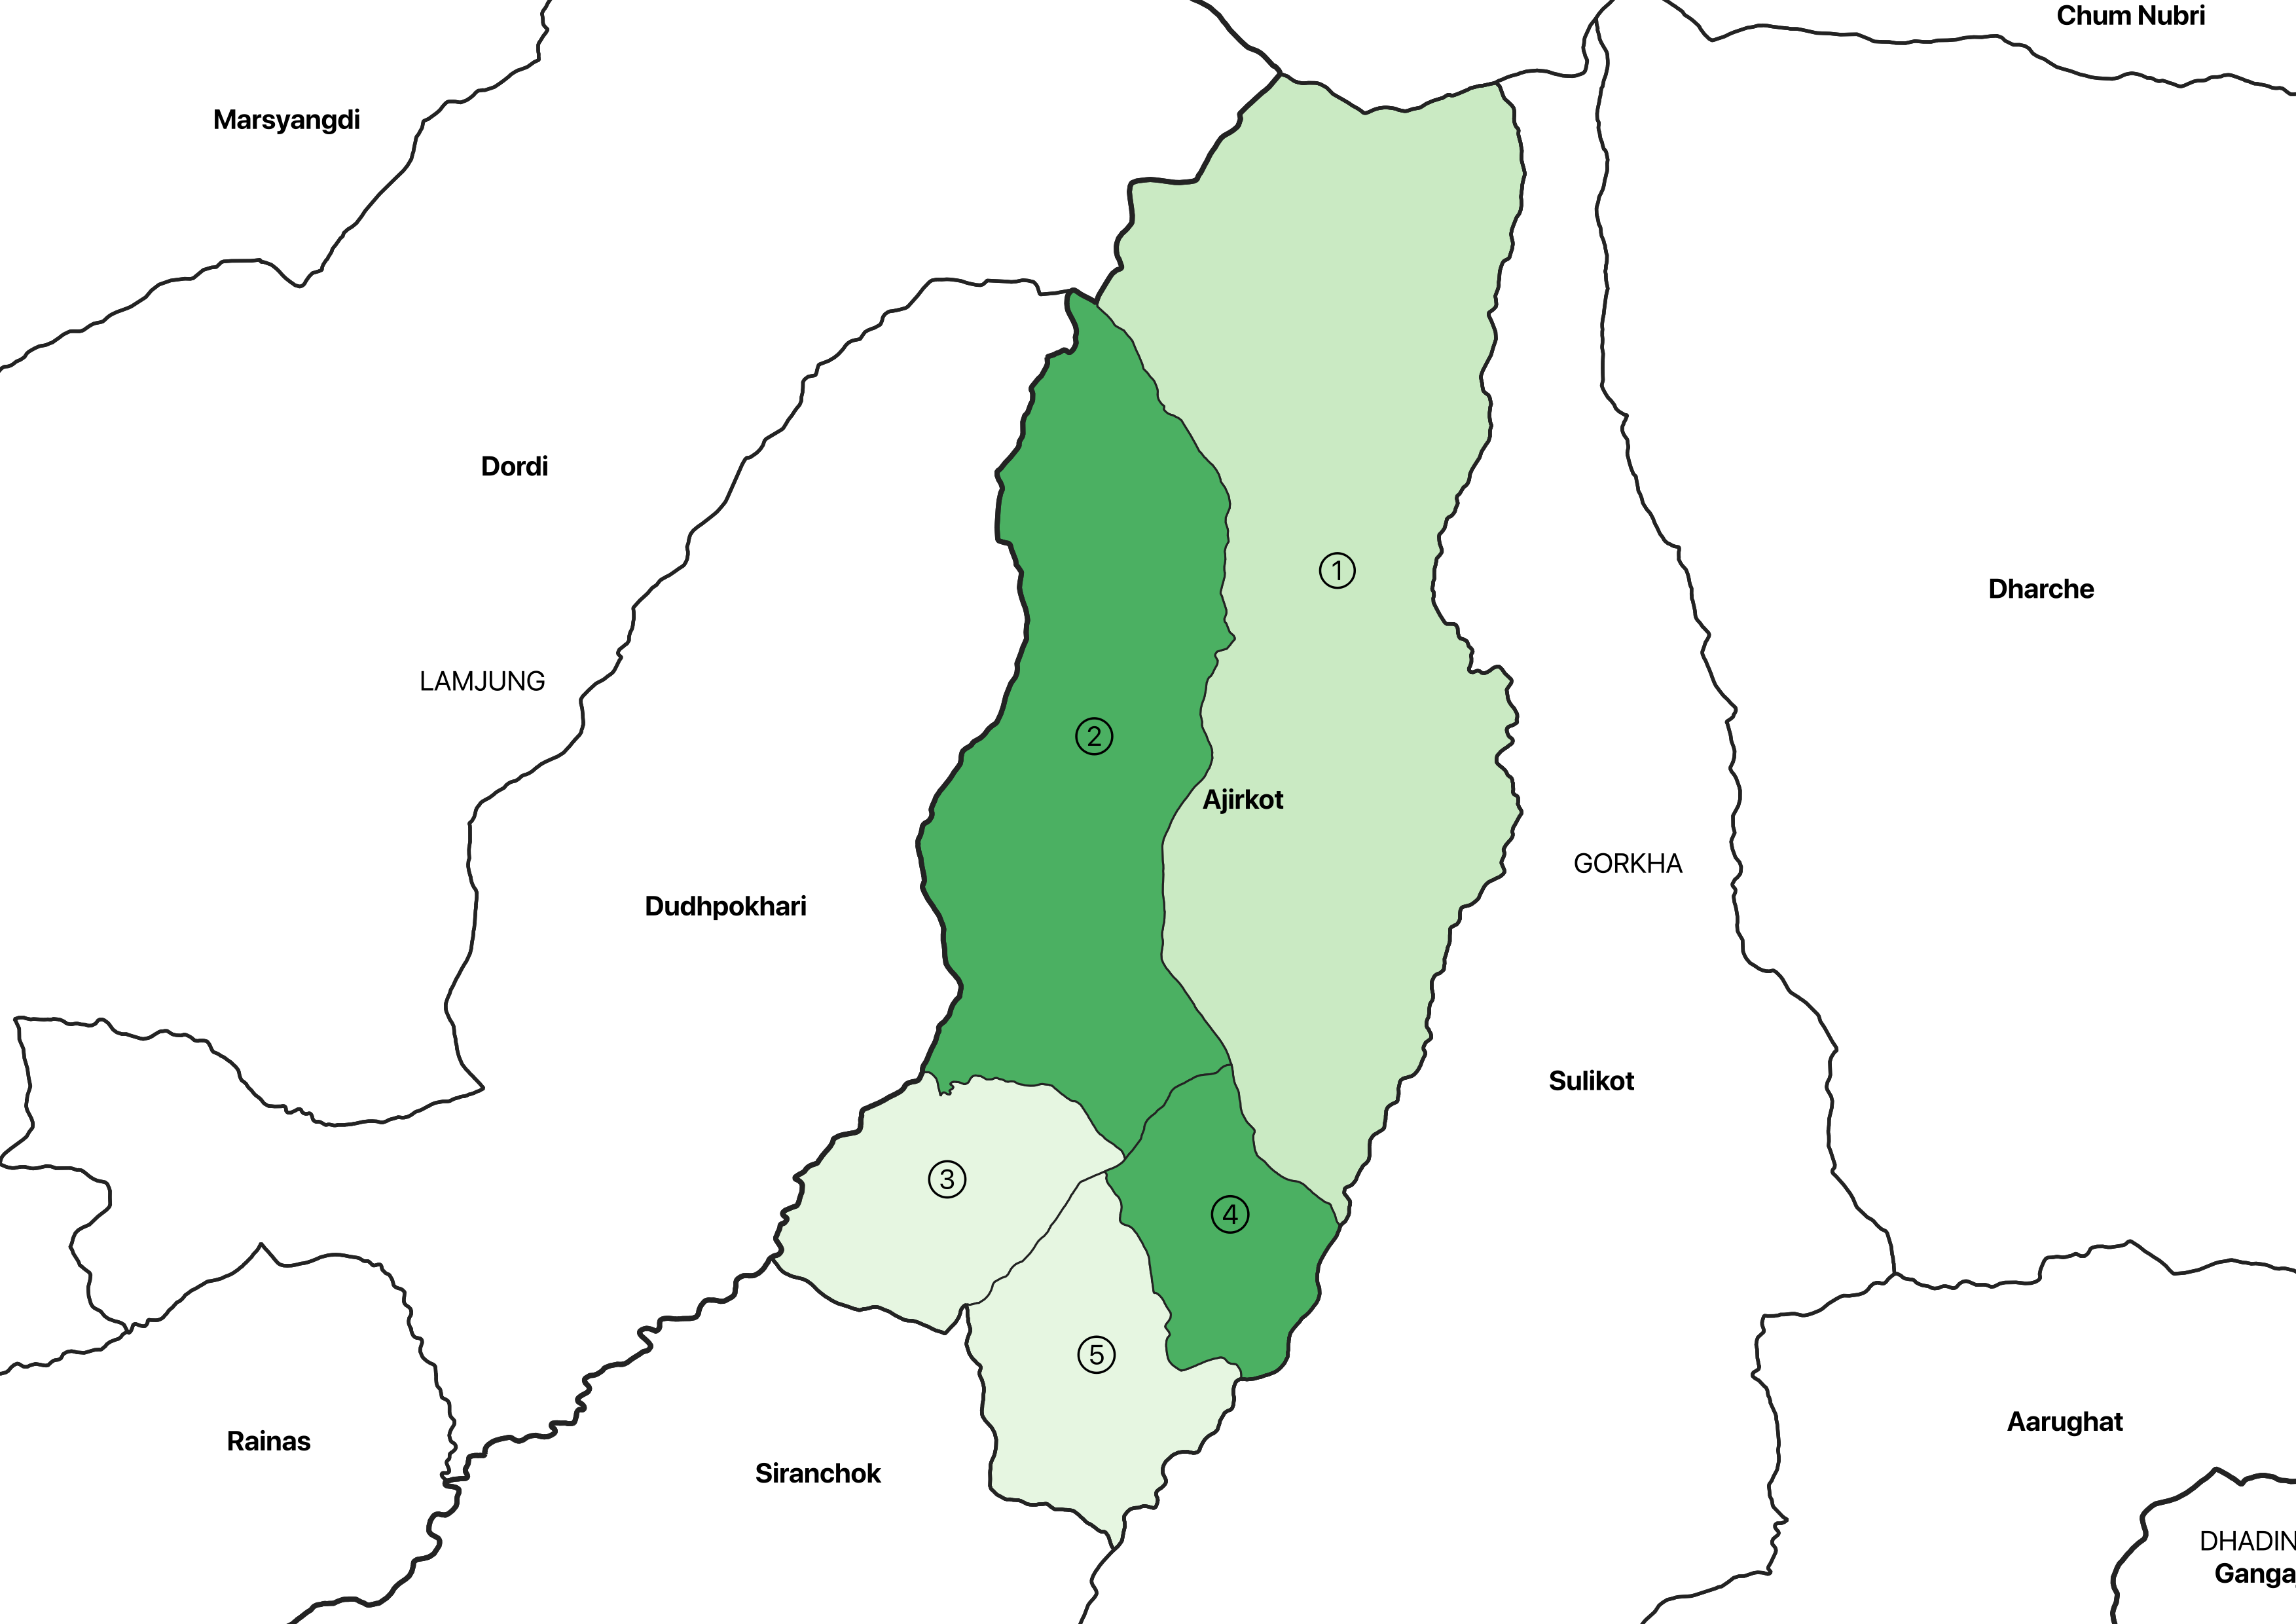 Chum Nubri
Marsyangdi
Dordi
①
Dharche
LAMJUNG
②
Ajirkot
GORKHA
Dudhpokhari
Sulikot
③
④
⑤
Aarughat
Rainas
Siranchok
DHADIN
Ganga